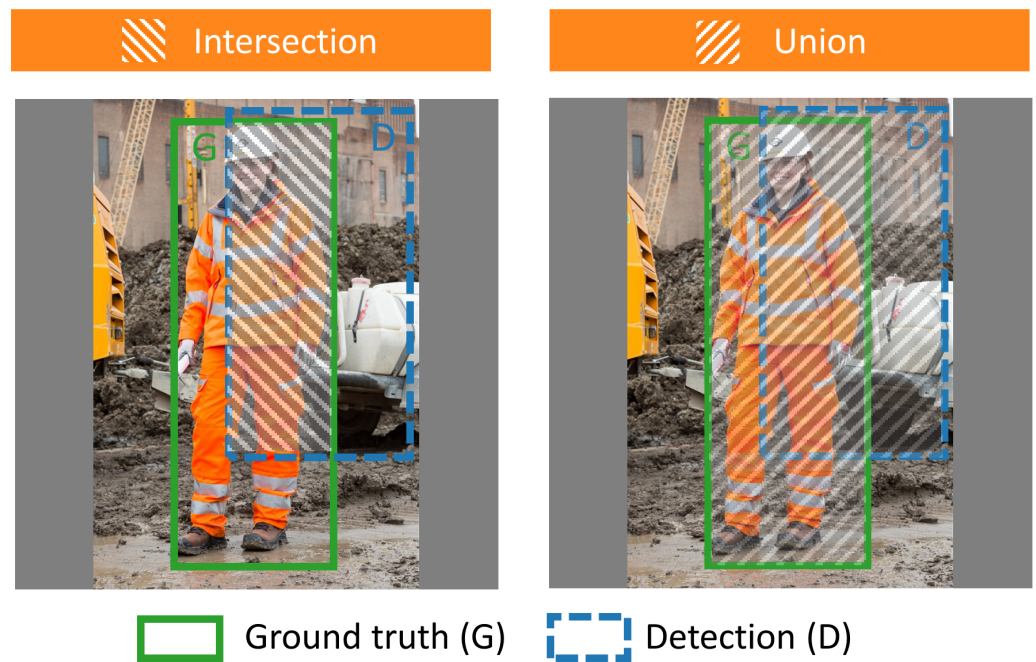 Intersection
Union
G
D
G
D
Ground truth (G)
Detection (D)